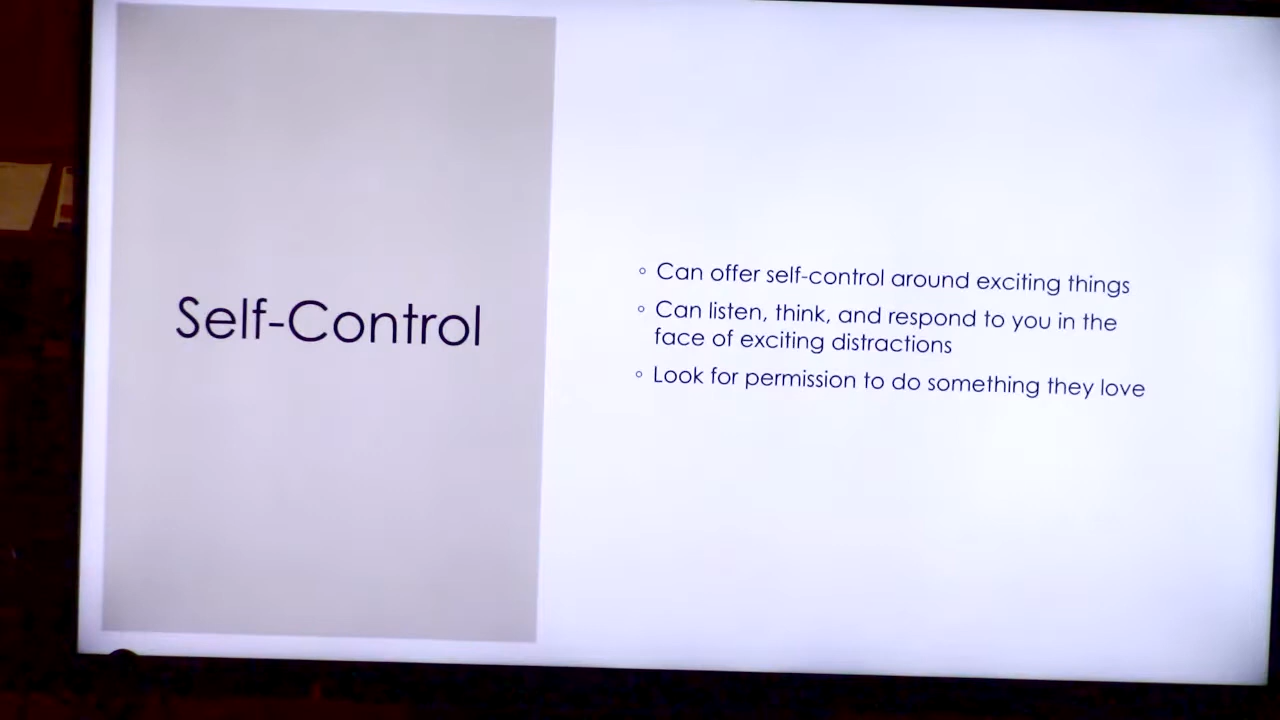 Self-Control
◦ Can offer self-control around exciting things
◦ Can listen, think, and respond to you in the
face of exciting distractions
◦ Look for permission to do something they love